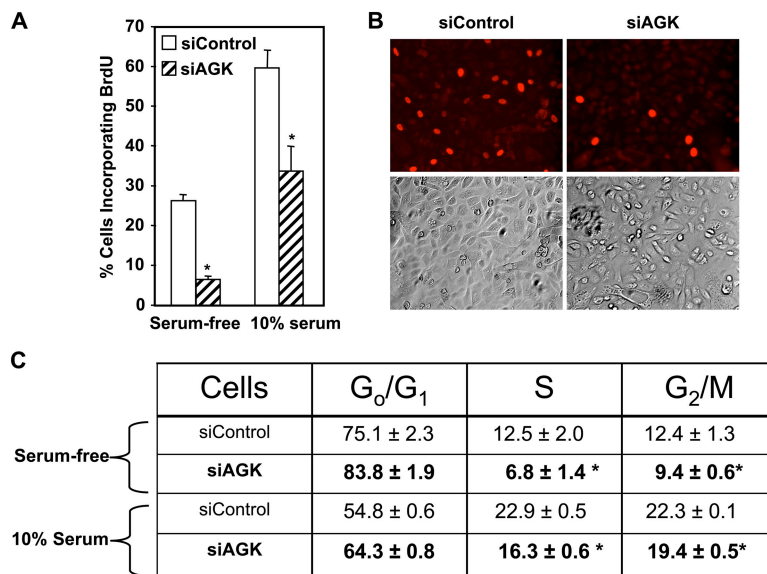 A
siControl
siAGK
% Cells Incorporating BrdU
70
60
50
40
30
20
10
0
*
*
Serum-free 10% serum
B
siControl siAGK
C
Cells G₀/G₁ S G₂/M
Serum-free
siControl 75.1 ± 2.3 12.5 ± 2.0 12.4 ± 1.3
siAGK 83.8 ± 1.9 6.8 ± 1.4 * 9.4 ± 0.6*
10% Serum
siControl 54.8 ± 0.6 22.9 ± 0.5 22.3 ± 0.1
siAGK 64.3 ± 0.8 16.3 ± 0.6 * 19.4 ± 0.5*